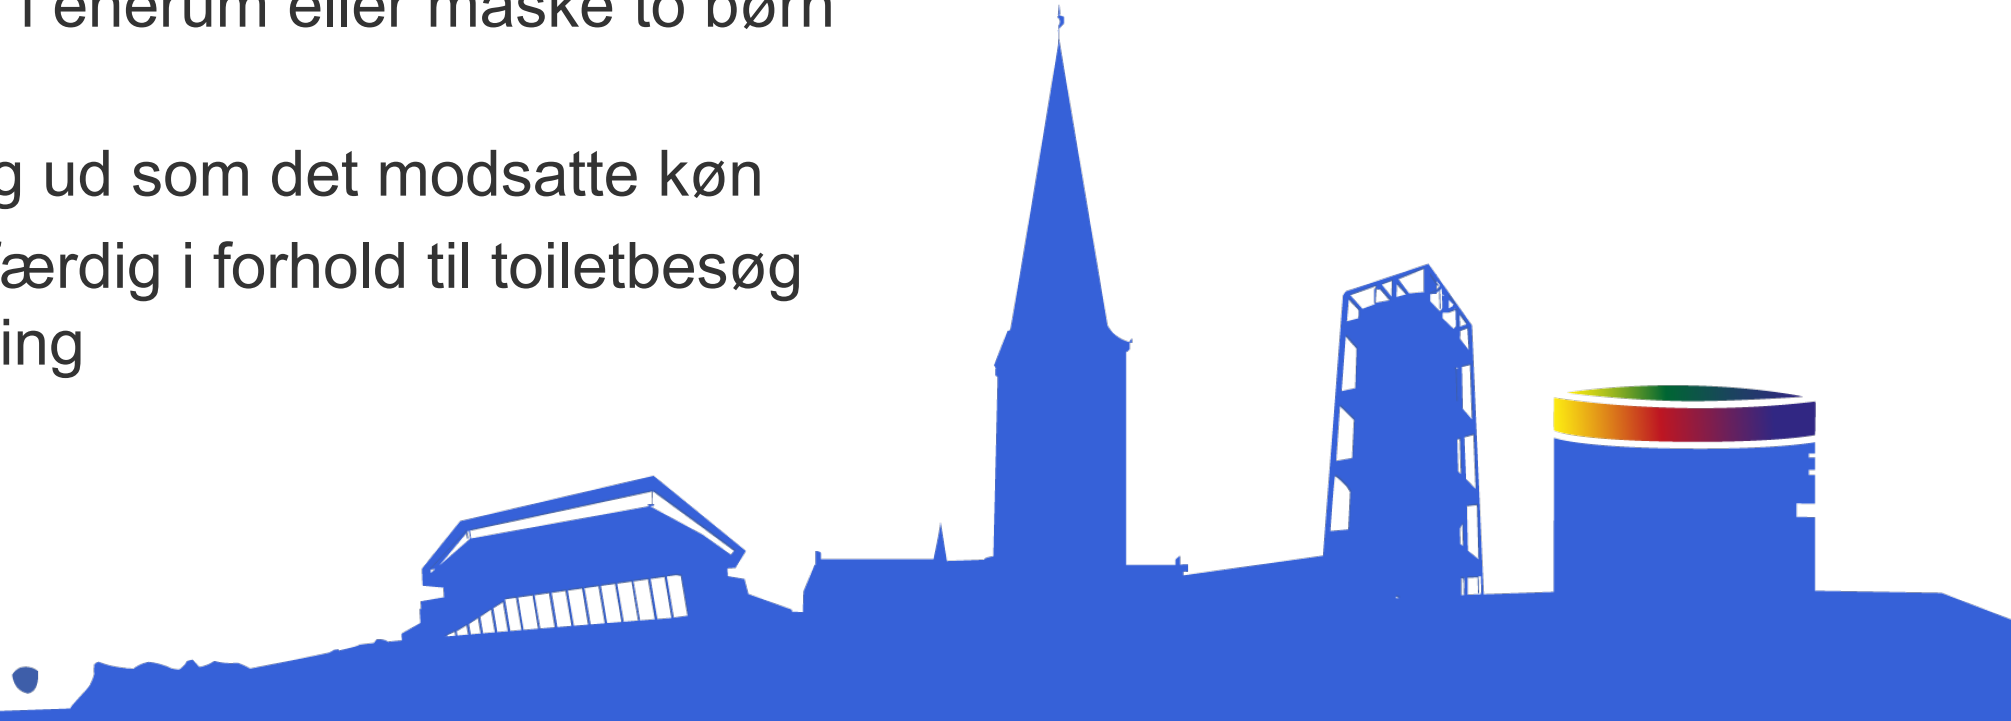 i enerum eller måske to børn
g ud som det modsatte køn
færdig i forhold til toiletbesøg
ing